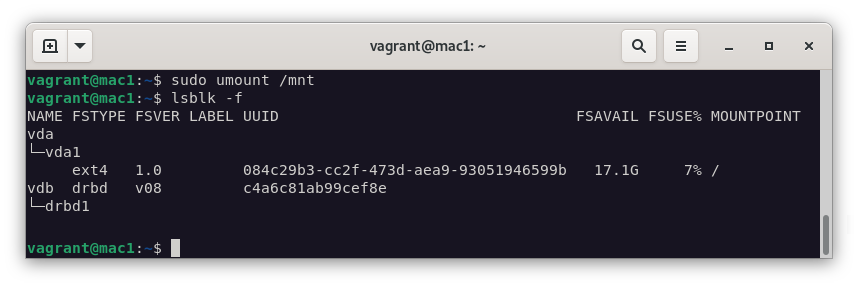 vagrant@mac1: ~
vagrant@mac1:~$ sudo umount /mnt
vagrant@mac1:~$ lsblk -f
NAME FSTYPE FSVER LABEL UUID                                 FSAVAIL FSUSE% MOUNTPOINT
vda
└─vda1
     ext4   1.0         084c29b3-cc2f-473d-aea9-93051946599b   17.1G     7% /
vdb  drbd   v08         c4a6c81ab99cef8e
└─drbd1
vagrant@mac1:~$